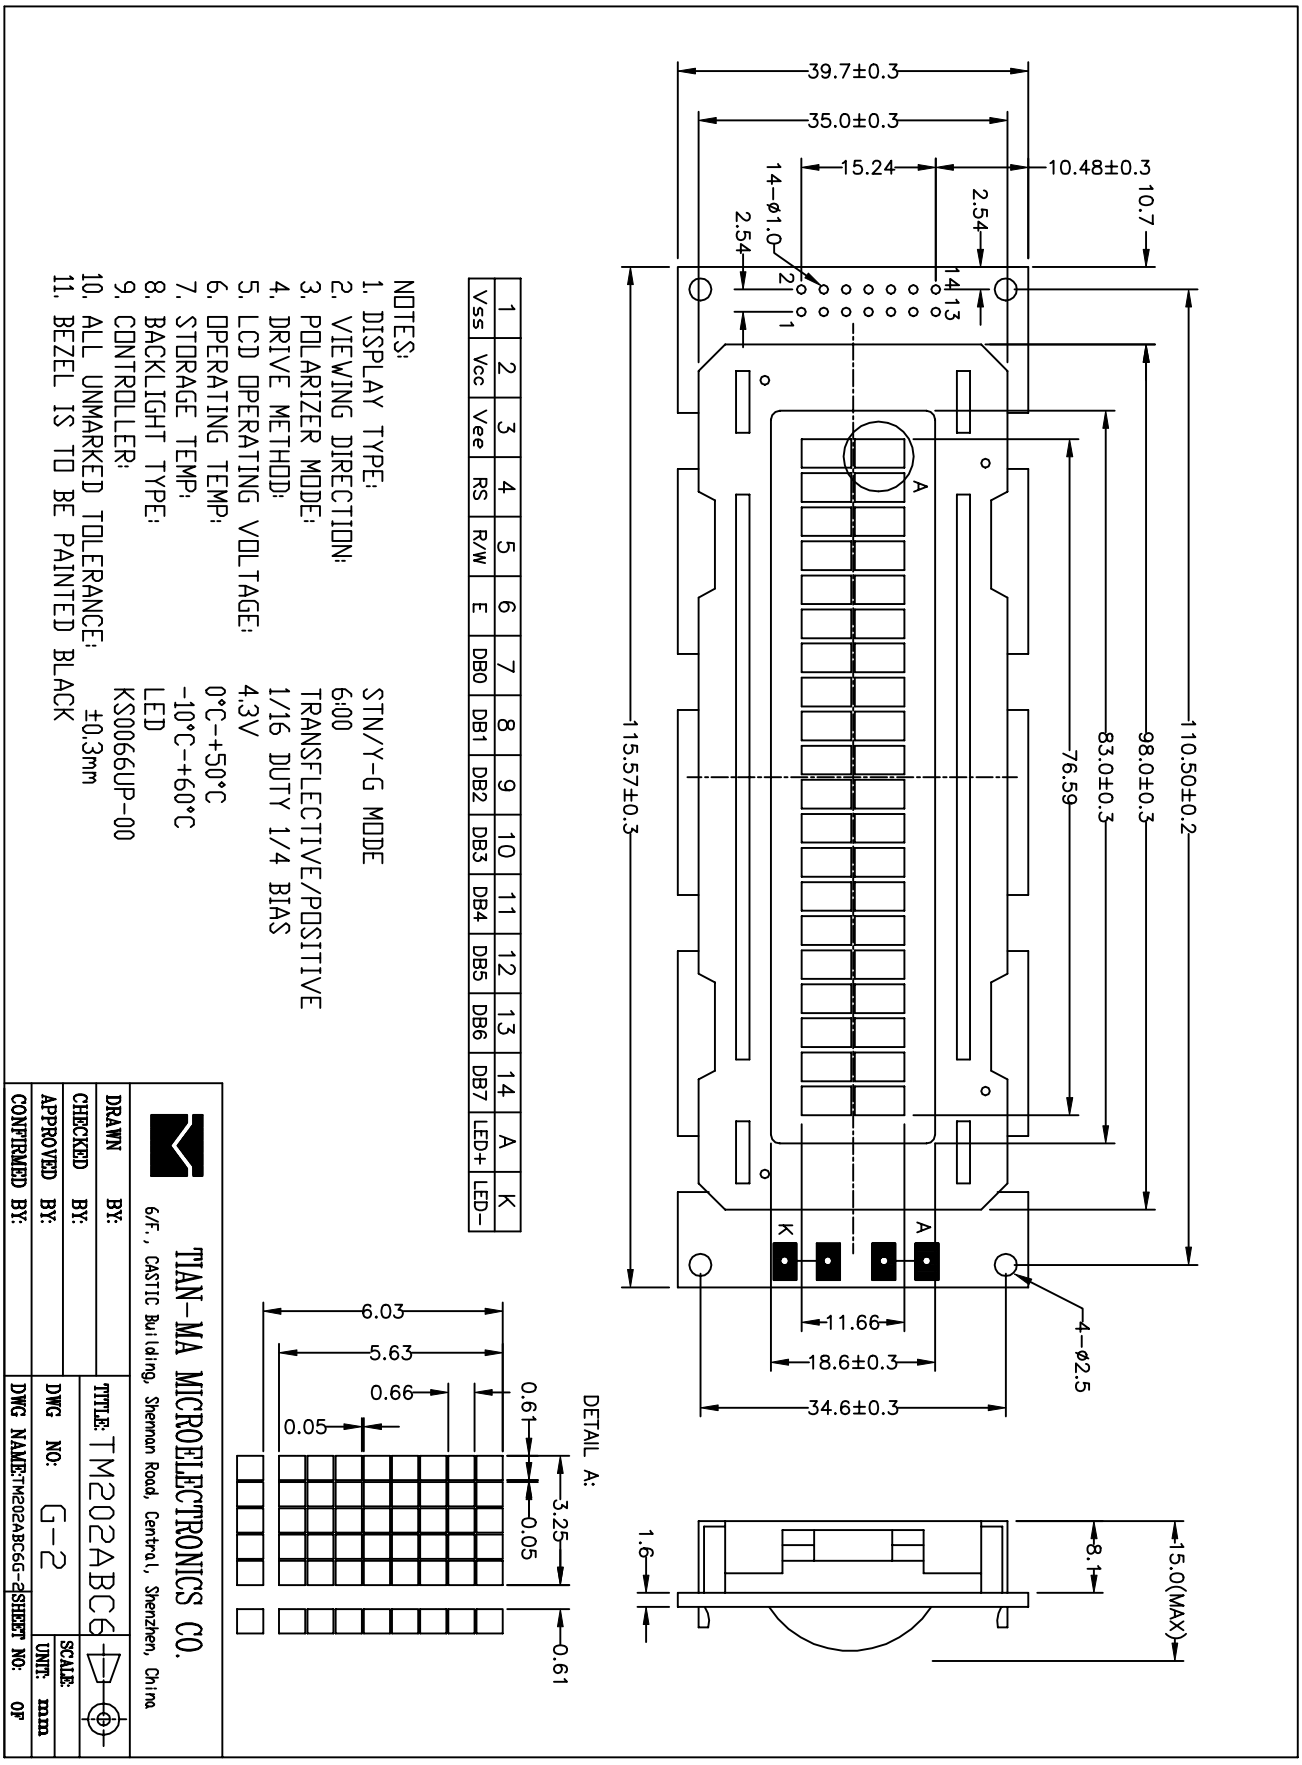 39.7±0.3
35.0±0.3
15.24
10.48±0.3
10.7
2.54
2.54
14-ø1.0
2
1
14
13
A
110.50±0.2
98.0±0.3
83.0±0.3
76.59
115.57±0.3
K
A
11.66
18.6±0.3
34.6±0.3
4-ø2.5
15.0(MAX)
8.1
1.6
1 2 3 4 5 6 7 8 9 10 11 12 13 14 A K
Vss Vcc Vee RS R/W E DB0 DB1 DB2 DB3 DB4 DB5 DB6 DB7 LED+ LED-
DETAIL A:
6.03
5.63
0.66
0.05
0.61
0.05
3.25
0.61
NOTES:
1. DISPLAY TYPE: STN/Y-G MODE
2. VIEWING DIRECTION: 6:00
3. POLARIZER MODE: TRANSFLECTIVE/POSITIVE
4. DRIVE METHOD: 1/16 DUTY 1/4 BIAS
5. LCD OPERATING VOLTAGE: 4.3V
6. OPERATING TEMP: 0°C-+50°C
7. STORAGE TEMP: -10°C-+60°C
8. BACKLIGHT TYPE: LED
9. CONTROLLER: KS0066UP-00
10. ALL UNMARKED TOLERANCE: ±0.3mm
11. BEZEL IS TO BE PAINTED BLACK
TIAN-MA MICROELECTRONICS CO.
6/F., CASTIC Building, Shennan Road, Central, Shenzhen, China
DRAWN BY:
CHECKED BY:
APPROVED BY:
CONFIRMED BY:
TITLE: TM202ABC6
DWG NO: G-2
SCALE:
UNIT: mm
DWG NAME:TM202ABC6G-2
SHEET NO: OF